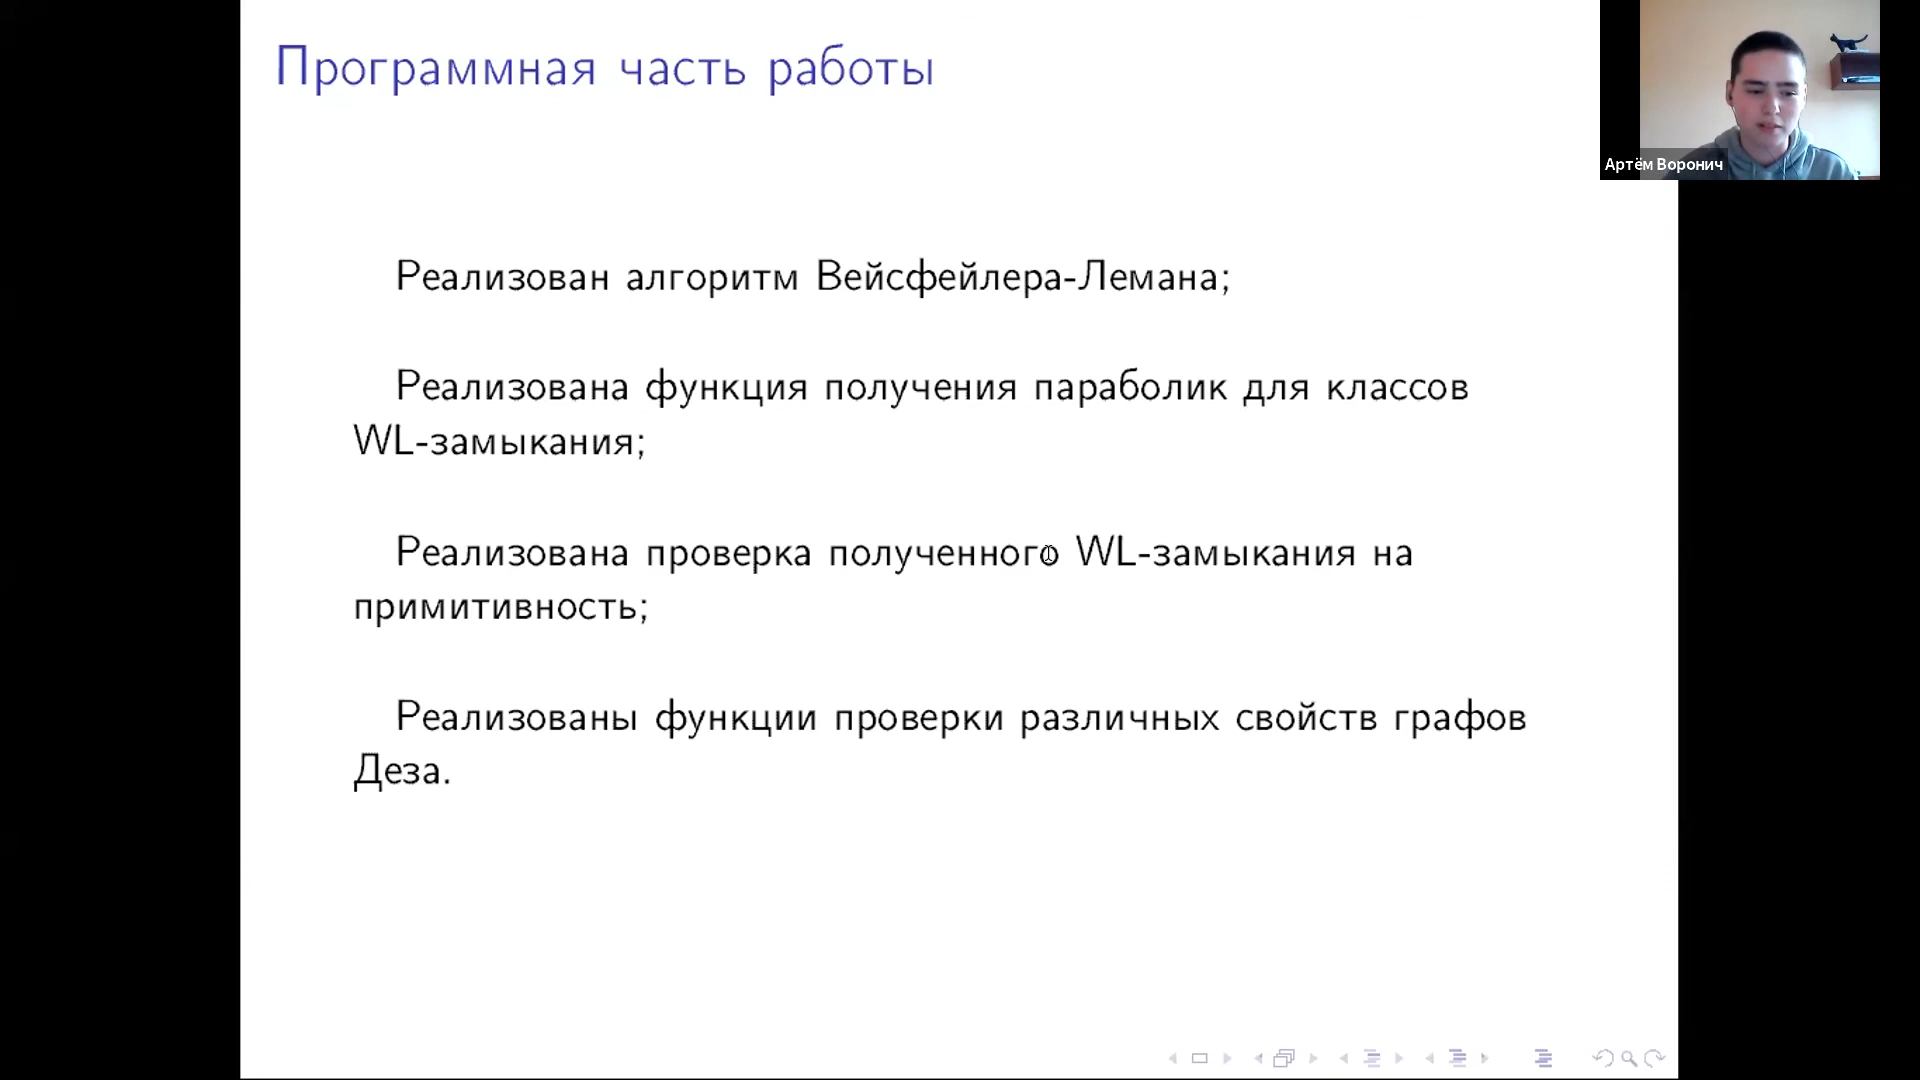 Программная часть работы
Артём Воронич
Реализован алгоритм Вейсфейлера-Лемана;
Реализована функция получения параболик для классов
WL-замыкания;
Реализована проверка полученного WL-замыкания на
примитивность;
Реализованы функции проверки различных свойств графов
Деза.